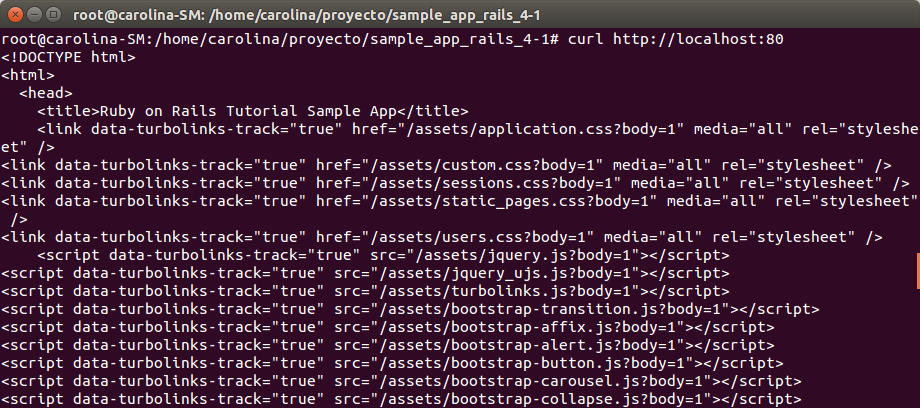 root@carolina-SM: /home/carolina/proyecto/sample_app_rails_4-1
root@carolina-SM:/home/carolina/proyecto/sample_app_rails_4-1# curl http://localhost:80
<!DOCTYPE html>
<html>
  <head>
    <title>Ruby on Rails Tutorial Sample App</title>
    <link data-turbolinks-track="true" href="/assets/application.css?body=1" media="all" rel="styleshe
et" />
<link data-turbolinks-track="true" href="/assets/custom.css?body=1" media="all" rel="stylesheet" />
<link data-turbolinks-track="true" href="/assets/sessions.css?body=1" media="all" rel="stylesheet" />
<link data-turbolinks-track="true" href="/assets/static_pages.css?body=1" media="all" rel="stylesheet"
 />
<link data-turbolinks-track="true" href="/assets/users.css?body=1" media="all" rel="stylesheet" />
    <script data-turbolinks-track="true" src="/assets/jquery.js?body=1"></script>
<script data-turbolinks-track="true" src="/assets/jquery_ujs.js?body=1"></script>
<script data-turbolinks-track="true" src="/assets/turbolinks.js?body=1"></script>
<script data-turbolinks-track="true" src="/assets/bootstrap-transition.js?body=1"></script>
<script data-turbolinks-track="true" src="/assets/bootstrap-affix.js?body=1"></script>
<script data-turbolinks-track="true" src="/assets/bootstrap-alert.js?body=1"></script>
<script data-turbolinks-track="true" src="/assets/bootstrap-button.js?body=1"></script>
<script data-turbolinks-track="true" src="/assets/bootstrap-carousel.js?body=1"></script>
<script data-turbolinks-track="true" src="/assets/bootstrap-collapse.js?body=1"></script>